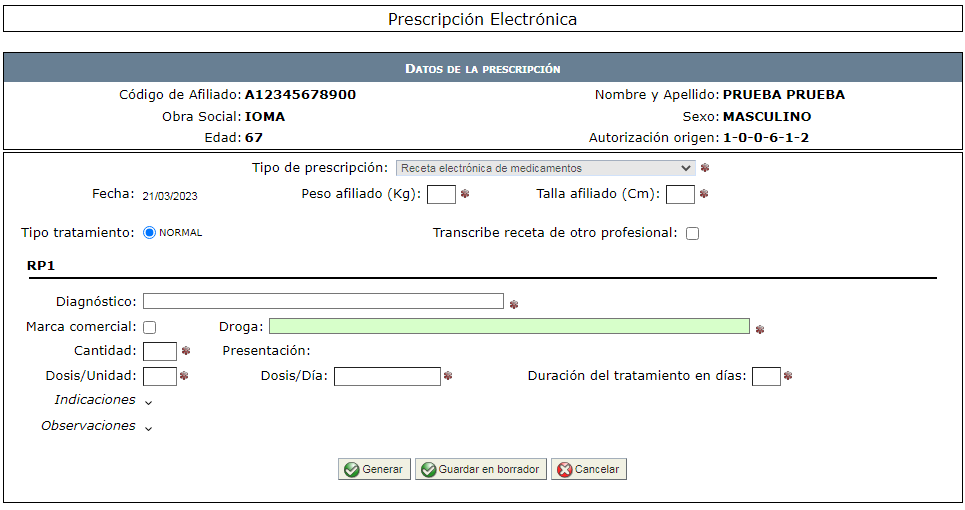 Prescripción Electrónica
Datos de la prescripción
Código de Afiliado: A12345678900 Nombre y Apellido: PRUEBA PRUEBA
Obra Social: IOMA Sexo: MASCULINO
Edad: 67 Autorización origen: 1-0-0-6-1-2
Tipo de prescripción: Receta electrónica de medicamentos
Fecha: 21/03/2023 Peso afiliado (Kg): Talla afiliado (Cm):
Tipo tratamiento: NORMAL Transcribe receta de otro profesional:
RP1
Diagnóstico:
Marca comercial: Droga:
Cantidad: Presentación:
Dosis/Unidad: Dosis/Día: Duración del tratamiento en días:
Indicaciones
Observaciones
Generar Guardar en borrador Cancelar